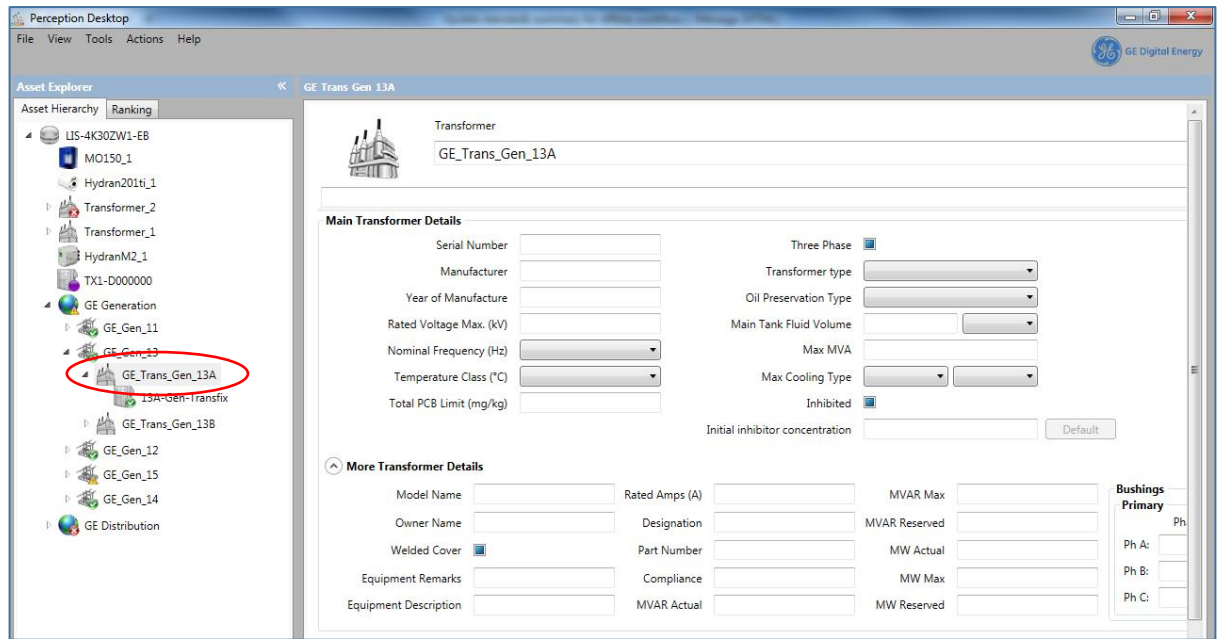 Perception Desktop
File View Tools Actions Help
GE Digital Energy
Asset Explorer
GE Trans Gen 13A
Asset Hierarchy Ranking
LIS-4K30ZW1-EB
MO150_1
Hydran201ti_1
Transformer_2
Transformer_1
HydranM2_1
TX1-D000000
GE Generation
GE_Gen_11
GE_Gen_13
GE_Trans_Gen_13A
13A-Gen-Transfix
GE_Trans_Gen_13B
GE_Gen_12
GE_Gen_15
GE_Gen_14
GE Distribution
Transformer
GE_Trans_Gen_13A
Main Transformer Details
Serial Number Three Phase
Manufacturer Transformer type
Year of Manufacture Oil Preservation Type
Rated Voltage Max. (kV) Main Tank Fluid Volume
Nominal Frequency (Hz) Max MVA
Temperature Class (°C) Max Cooling Type
Total PCB Limit (mg/kg) Inhibited
Initial inhibitor concentration Default
More Transformer Details
Model Name Rated Amps (A) MVAR Max
Owner Name Designation MVAR Reserved
Welded Cover Part Number MW Actual
Equipment Remarks Compliance MW Max
Equipment Description MVAR Actual MW Reserved
Bushings
Primary
Ph
Ph A:
Ph B:
Ph C: